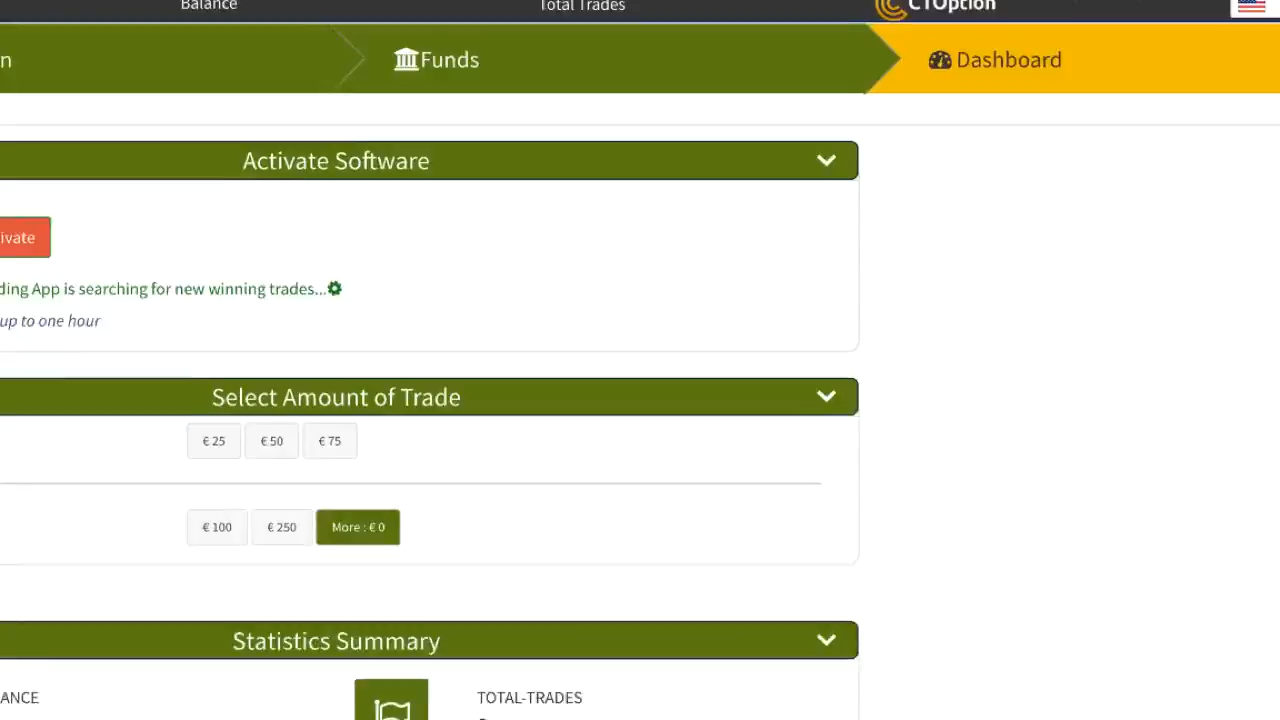 Balance
Total Trades
CTOption
n
Funds
Dashboard
Activate Software
ivate
ding App is searching for new winning trades...
up to one hour
Select Amount of Trade
€ 25
€ 50
€ 75
€ 100
€ 250
More : € 0
Statistics Summary
ANCE
TOTAL-TRADES